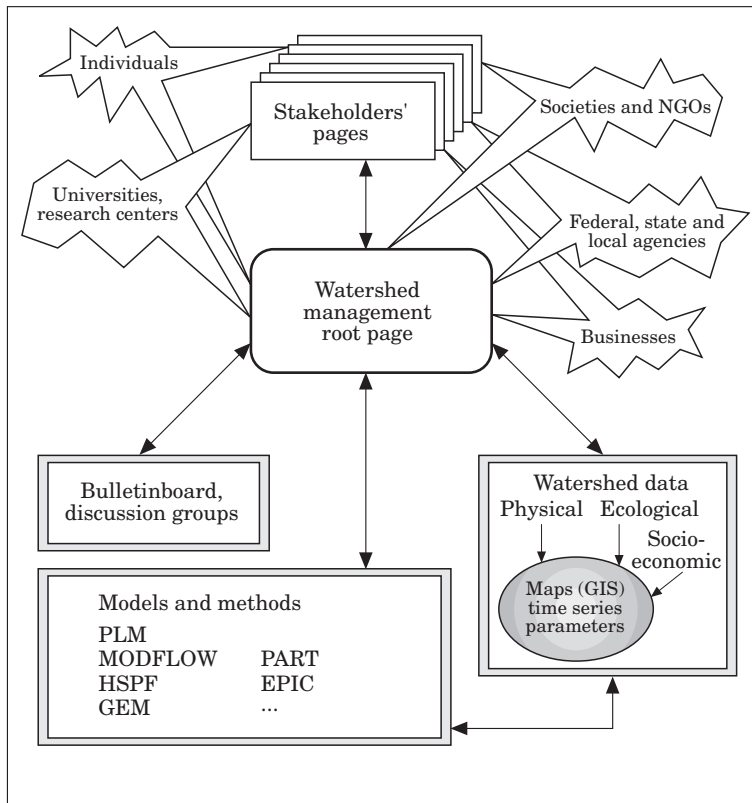 Individuals
Stakeholders'
pages
Societies and NGOs
Universities,
research centers
Federal, state and
local agencies
Watershed
management
root page
Businesses
Bulletinboard,
discussion groups
Watershed data
Physical Ecological
Socio-
economic
Maps (GIS)
time series
parameters
Models and methods
PLM
MODFLOW PART
HSPF EPIC
GEM ...